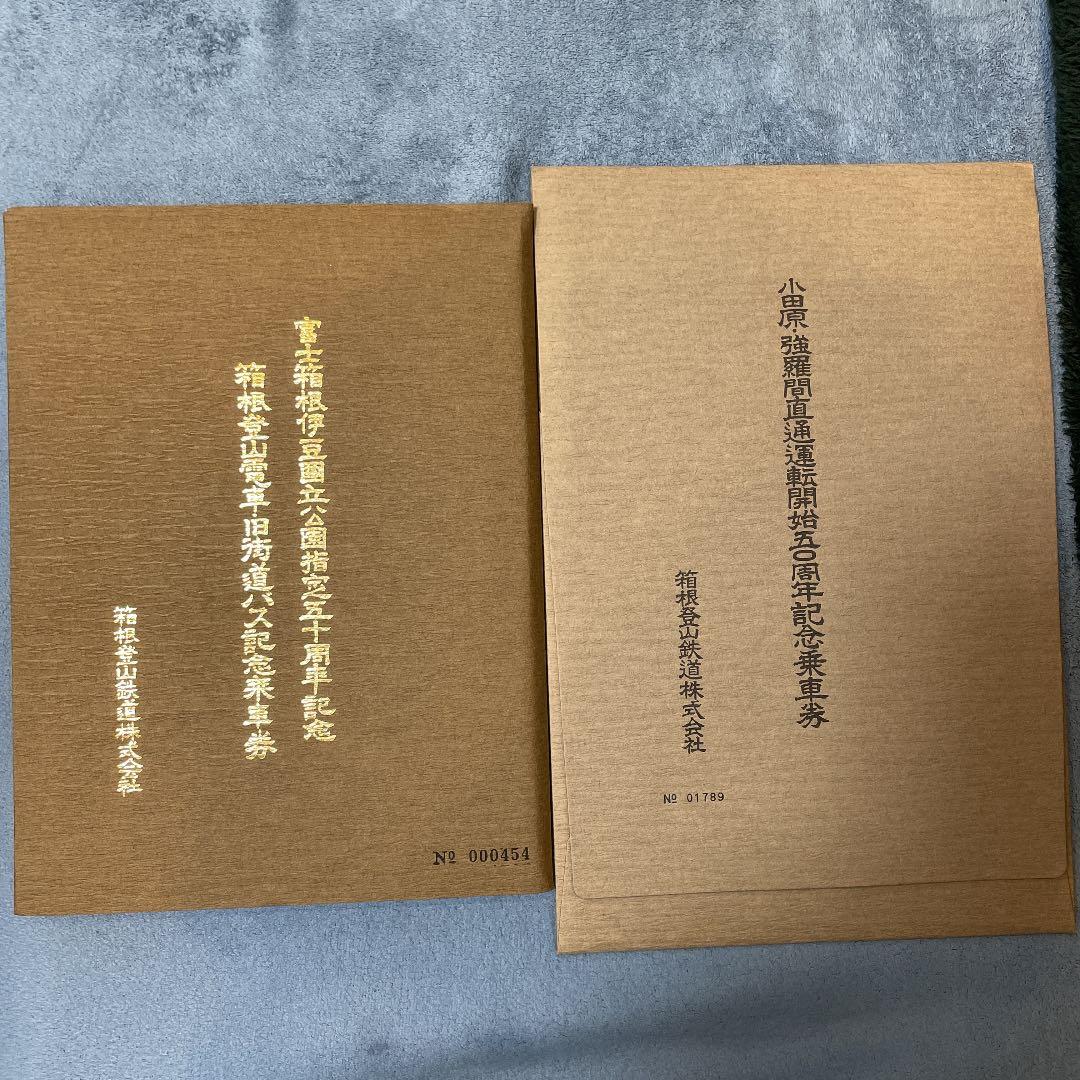 富士箱根伊豆國立公園指定五十周年記念
箱根登山電車・旧街道バス記念乗車券
箱根登山鉄道株式会社
Nº 000454
小田原・強羅間直通運転開始五〇周年記念乗車券
箱根登山鉄道株式会社
Nº 01789